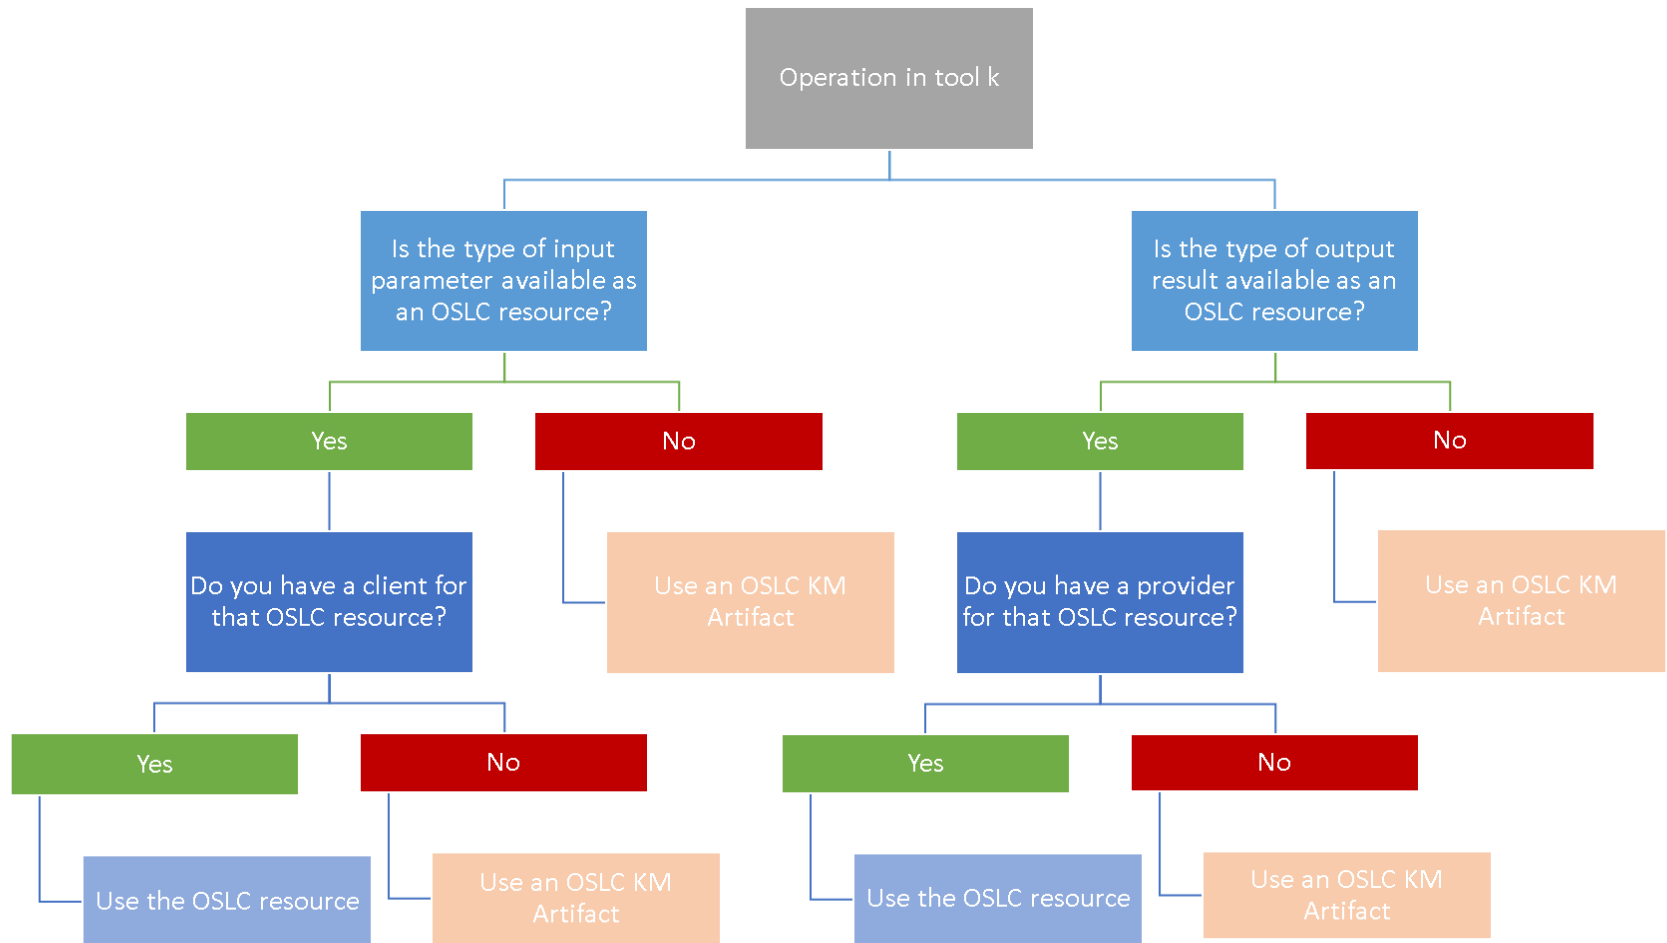 Operation in tool k
Is the type of input
parameter available as
an OSLC resource?
Is the type of output
result available as an
OSLC resource?
Yes
No
Yes
No
Do you have a client for
that OSLC resource?
Use an OSLC KM
Artifact
Do you have a provider
for that OSLC resource?
Use an OSLC KM
Artifact
Yes
No
Yes
No
Use the OSLC resource
Use an OSLC KM
Artifact
Use the OSLC resource
Use an OSLC KM
Artifact